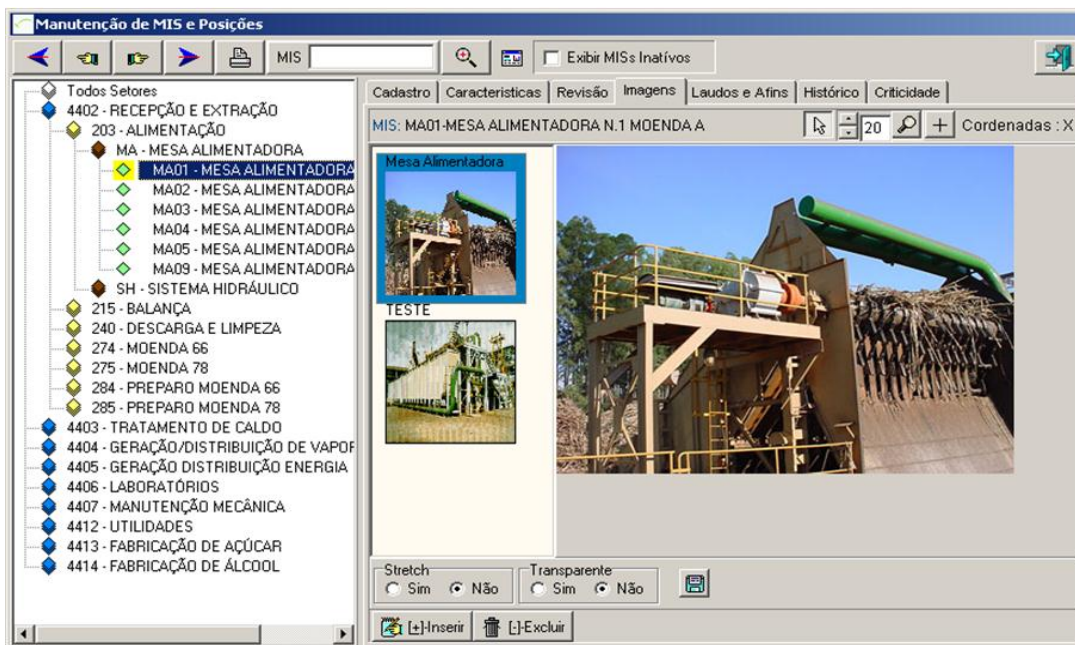 Manutenção de MIS e Posições
MIS
Exibir MISs Inatívos
Todos Setores
4402 - RECEPÇÃO E EXTRAÇÃO
203 - ALIMENTAÇÃO
MA - MESA ALIMENTADORA
MA01 - MESA ALIMENTADORA
MA02 - MESA ALIMENTADORA
MA03 - MESA ALIMENTADORA
MA04 - MESA ALIMENTADORA
MA05 - MESA ALIMENTADORA
MA09 - MESA ALIMENTADORA
SH - SISTEMA HIDRÁULICO
215 - BALANÇA
240 - DESCARGA E LIMPEZA
274 - MOENDA 66
275 - MOENDA 78
284 - PREPARO MOENDA 66
285 - PREPARO MOENDA 78
4403 - TRATAMENTO DE CALDO
4404 - GERAÇÃO/DISTRIBUIÇÃO DE VAPOR
4405 - GERAÇÃO DISTRIBUIÇÃO ENERGIA
4406 - LABORATÓRIOS
4407 - MANUTENÇÃO MECÂNICA
4412 - UTILIDADES
4413 - FABRICAÇÃO DE AÇÚCAR
4414 - FABRICAÇÃO DE ÁLCOOL
Cadastro Caracteristicas Revisão Imagens Laudos e Afins Histórico Criticidade
MIS: MA01-MESA ALIMENTADORA N.1 MOENDA A 20 Cordenadas : X
Mesa Alimentadora
TESTE
Stretch Transparente
Sim Não Sim Não
[+]-Inserir [-]-Excluir